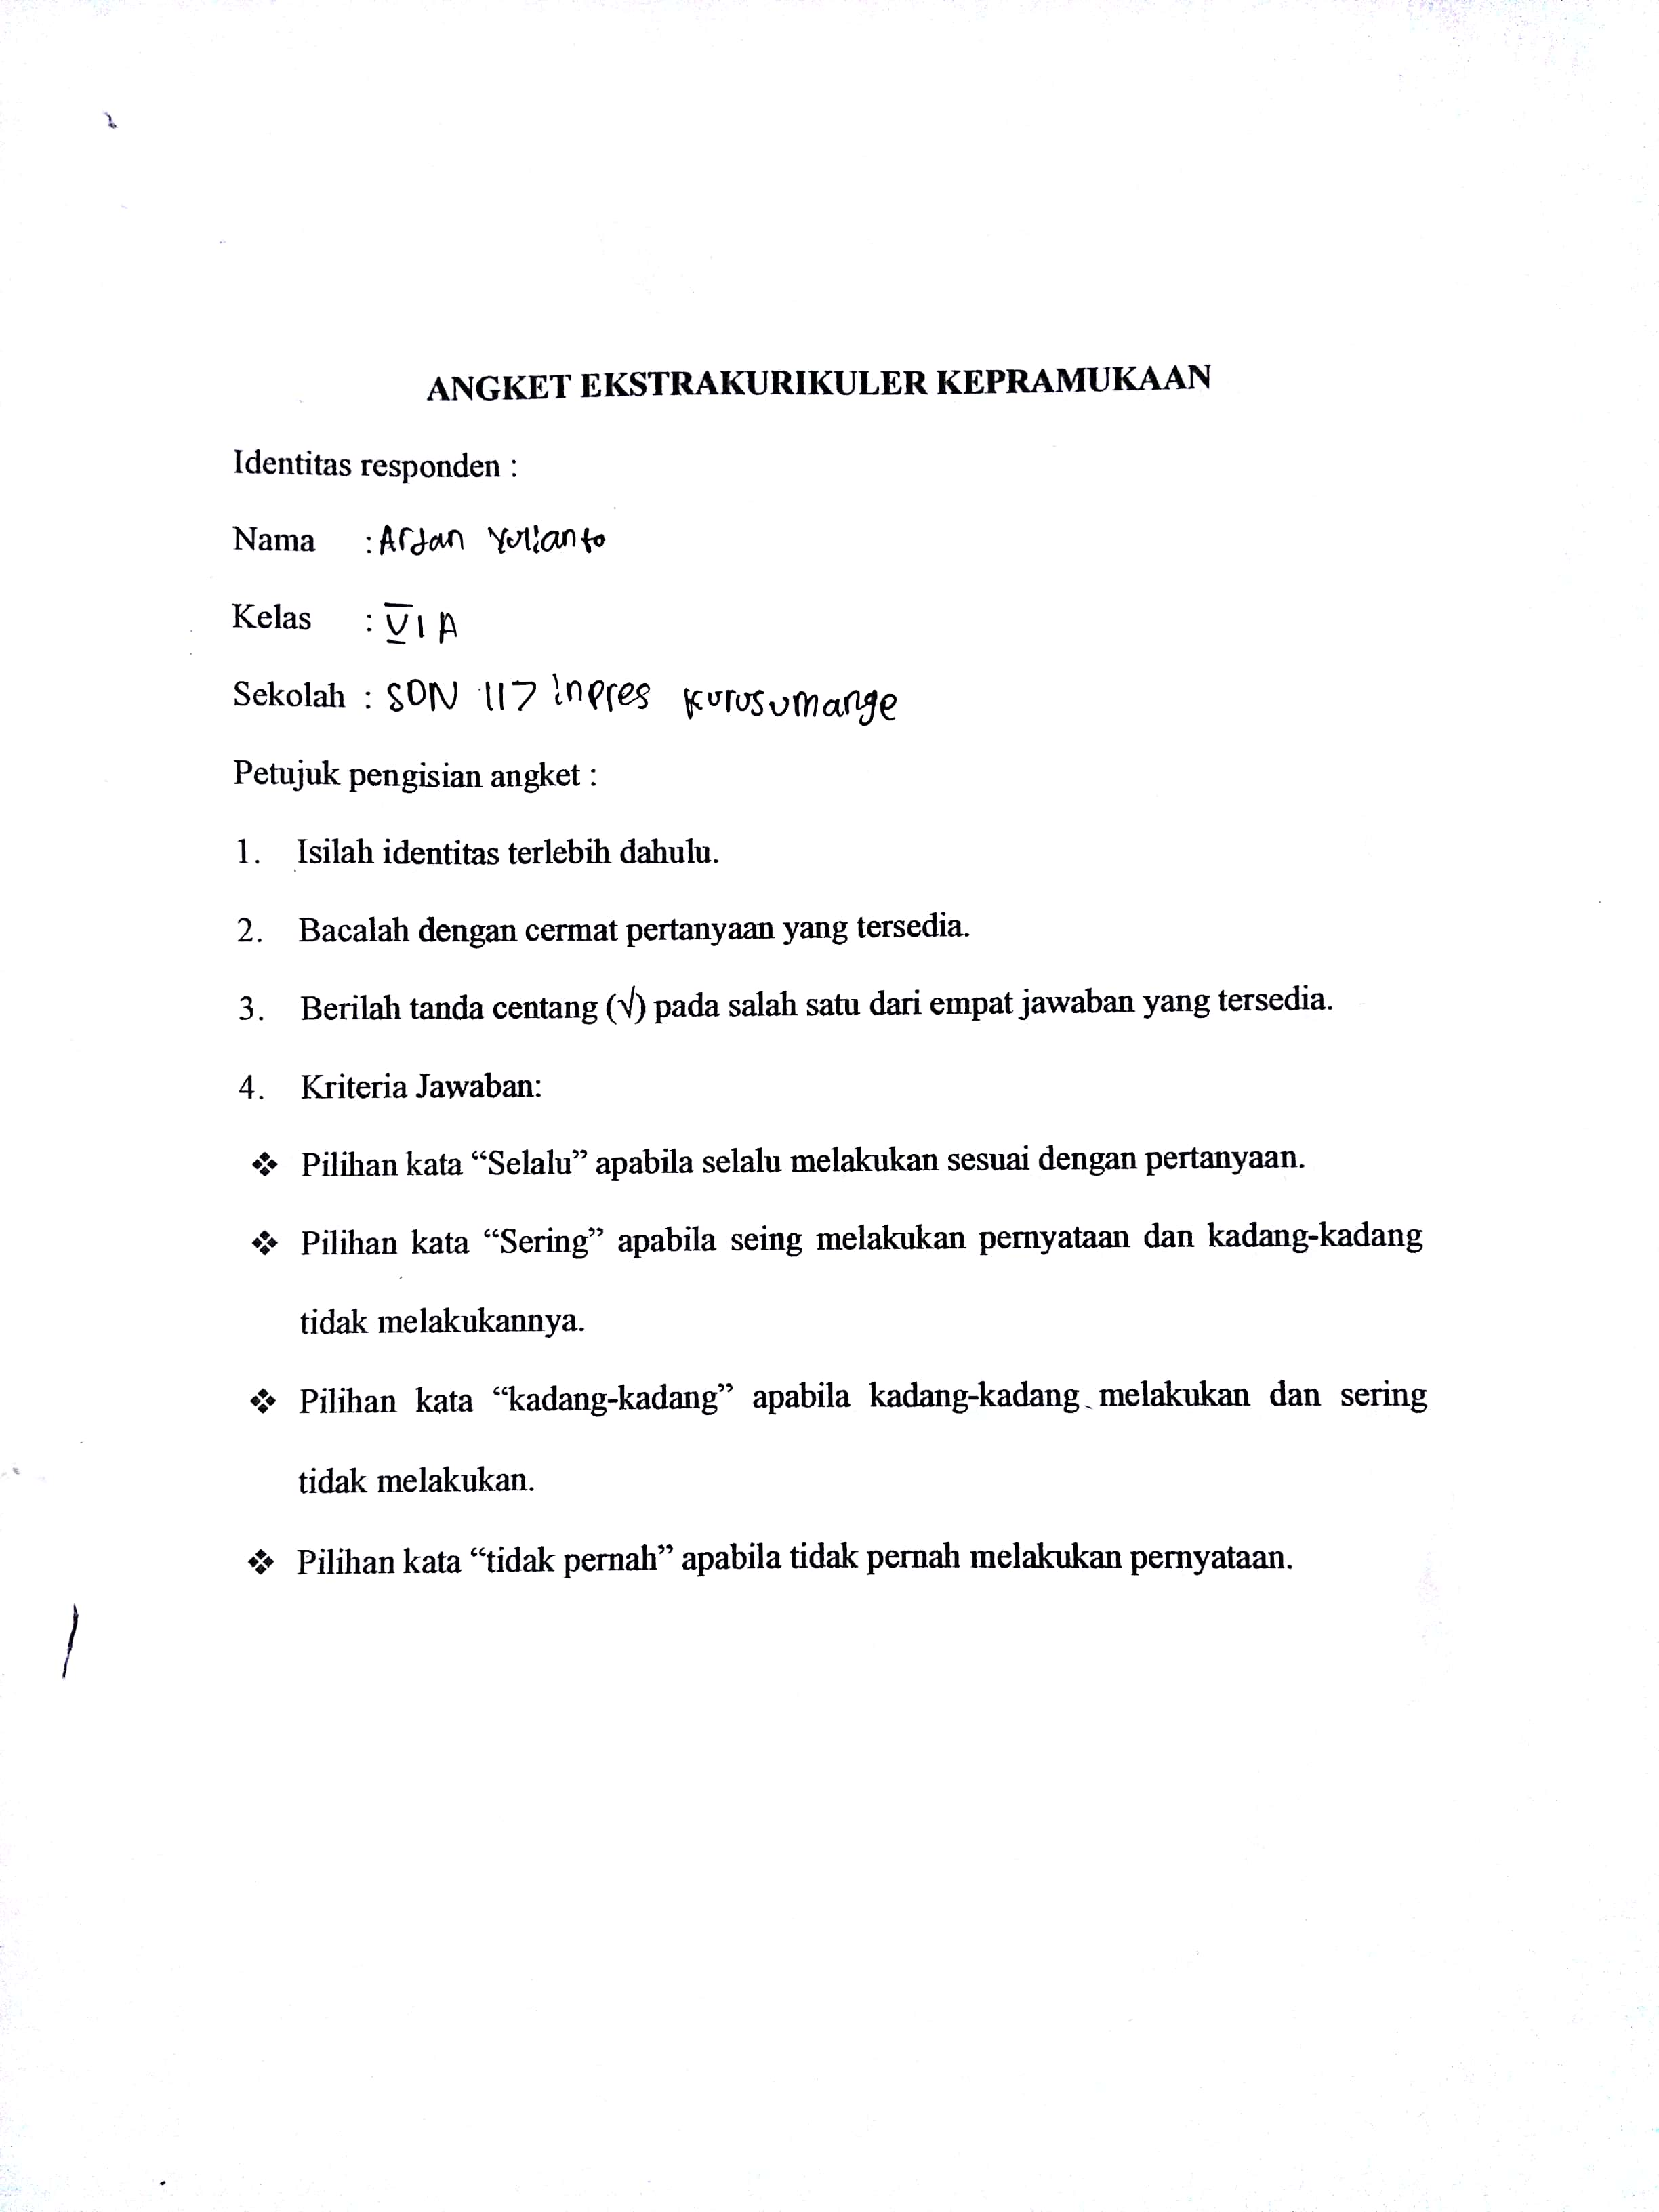 ANGKET EKSTRAKURIKULER KEPRAMUKAAN
Identitas responden :
Nama : Arjan Yulianto
Kelas : VI A
Sekolah : SDN 117 inpres kurusumange
Petujuk pengisian angket :
1. Isilah identitas terlebih dahulu.
2. Bacalah dengan cermat pertanyaan yang tersedia.
3. Berilah tanda centang (√) pada salah satu dari empat jawaban yang tersedia.
4. Kriteria Jawaban:
❖ Pilihan kata “Selalu” apabila selalu melakukan sesuai dengan pertanyaan.
❖ Pilihan kata “Sering” apabila seing melakukan pernyataan dan kadang-kadang
tidak melakukannya.
❖ Pilihan kata “kadang-kadang” apabila kadang-kadang melakukan dan sering
tidak melakukan.
❖ Pilihan kata “tidak pernah” apabila tidak pernah melakukan pernyataan.